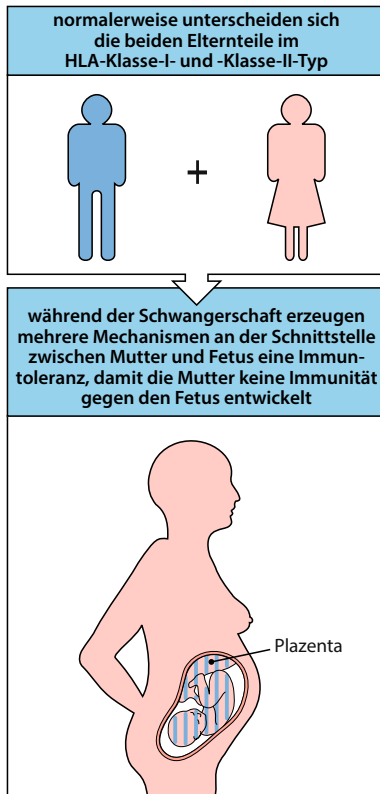 normalerweise unterscheiden sich
die beiden Elternteile im
HLA-Klasse-I- und -Klasse-II-Typ
+
während der Schwangerschaft erzeugen
mehrere Mechanismen an der Schnittstelle
zwischen Mutter und Fetus eine Immun-
toleranz, damit die Mutter keine Immunität
gegen den Fetus entwickelt
Plazenta